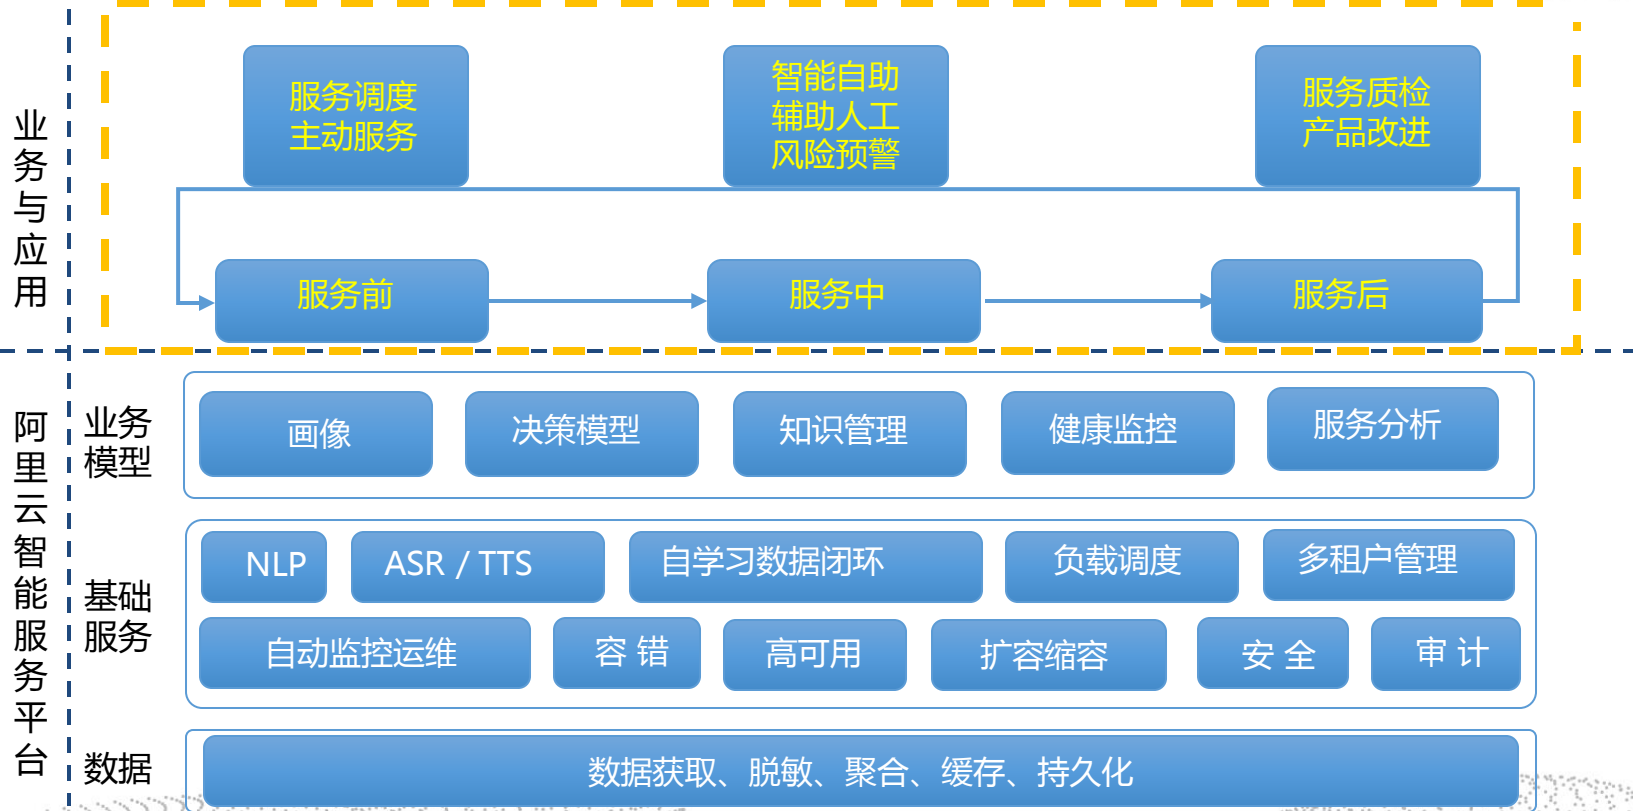 业务与应用
服务调度
主动服务
智能自助
辅助人工
风险预警
服务质检
产品改进
服务前
服务中
服务后
阿里云智能服务平台
业务
模型
画像
决策模型
知识管理
健康监控
服务分析
基础
服务
NLP
ASR / TTS
自学习数据闭环
负载调度
多租户管理
自动监控运维
容 错
高可用
扩容缩容
安 全
审 计
数据
数据获取、脱敏、聚合、缓存、持久化